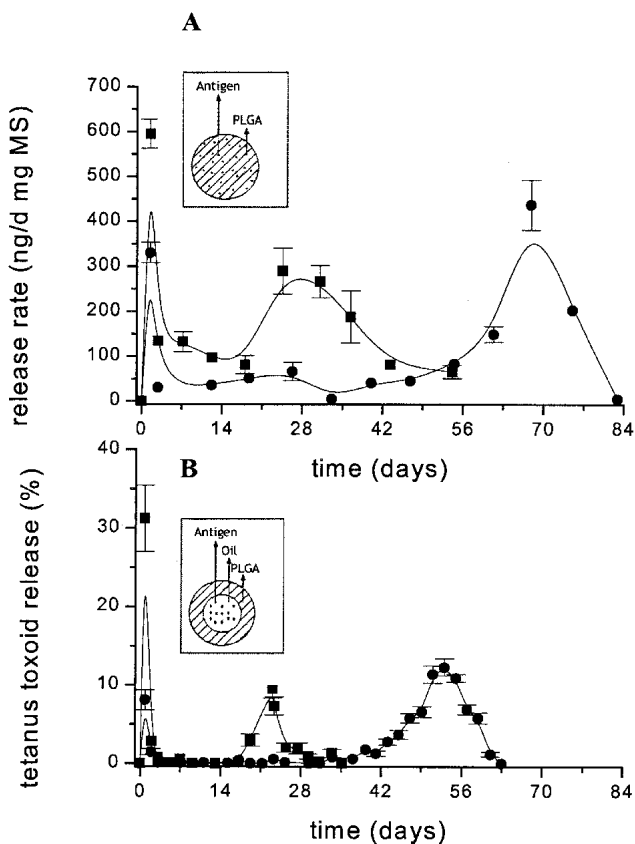 A
release rate (ng/d mg MS)
700
600
500
400
300
200
100
0
Antigen
PLGA
0 14 28 42 56 70 84
time (days)
B
tetanus toxoid release (%)
40
30
20
10
0
Antigen
Oil
PLGA
0 14 28 42 56 70 84
time (days)